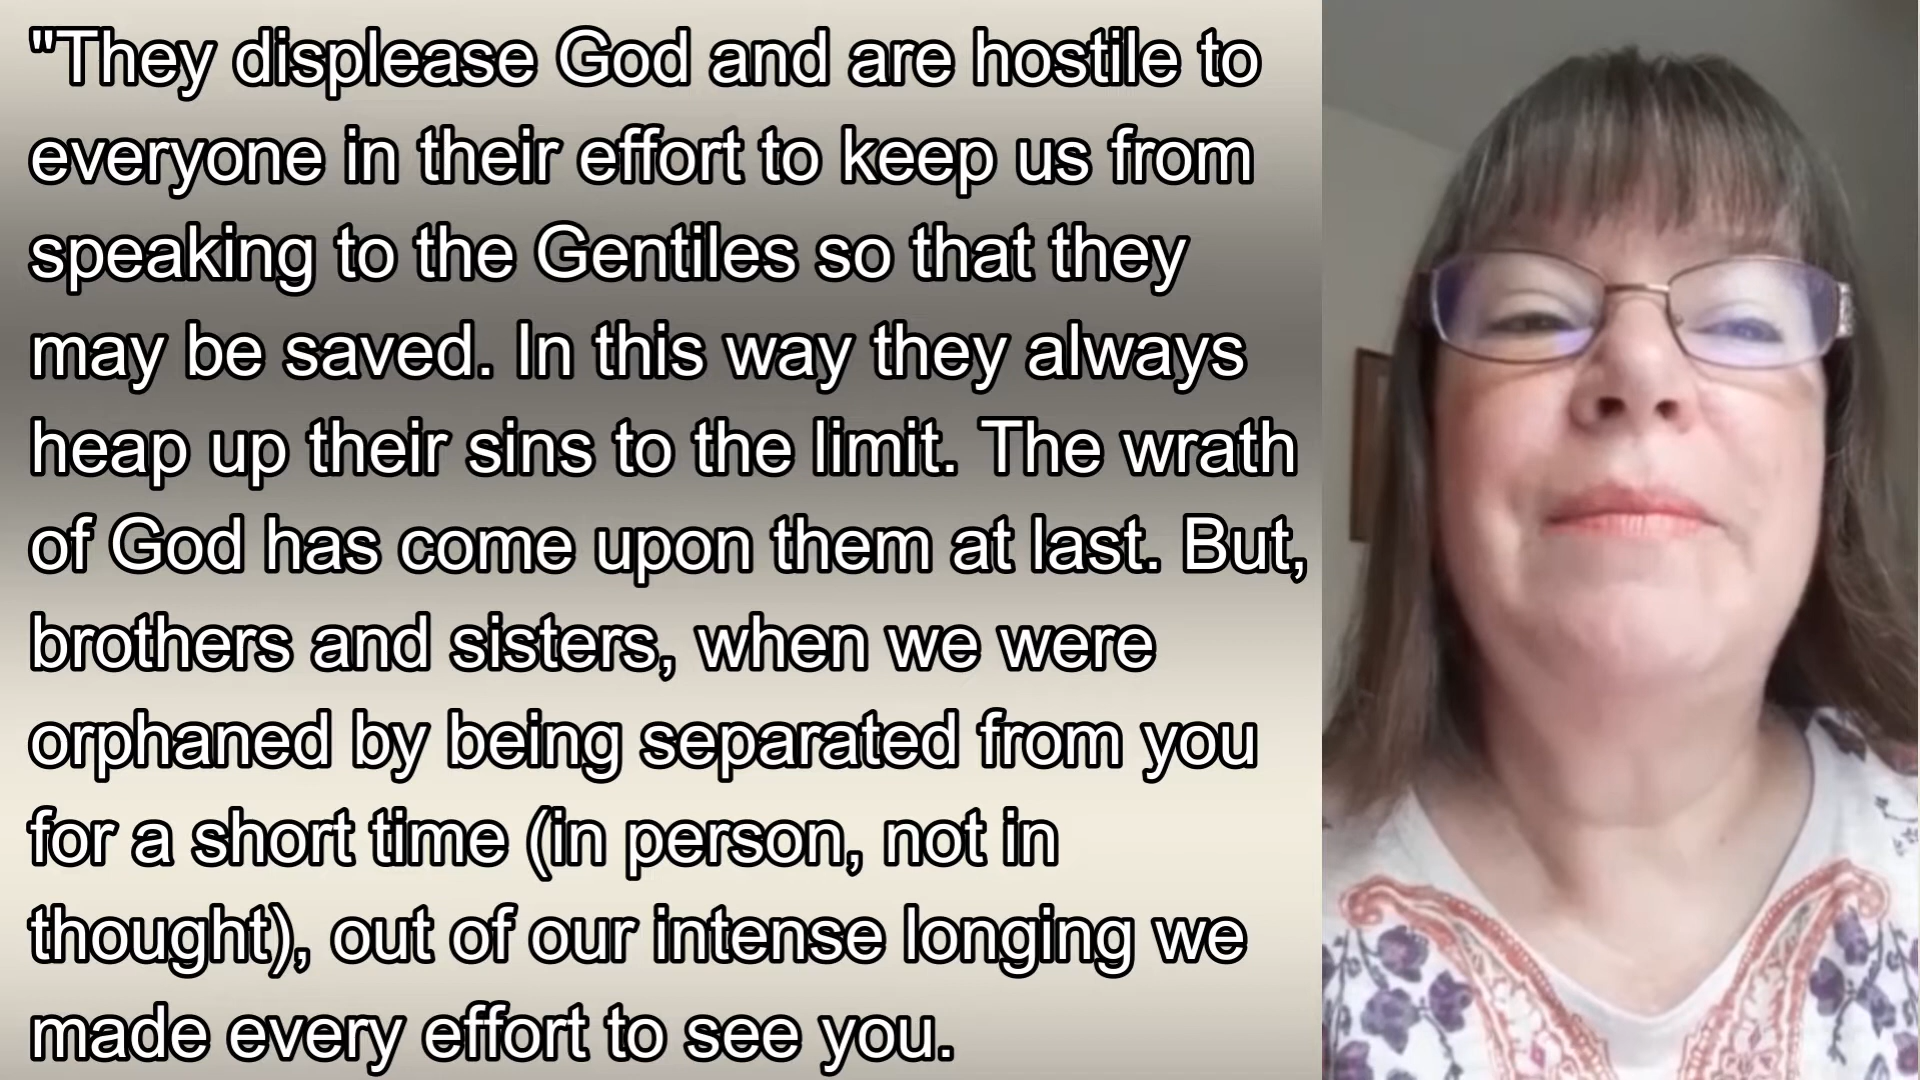 "They displease God and are hostile to
everyone in their effort to keep us from
speaking to the Gentiles so that they
may be saved. In this way they always
heap up their sins to the limit. The wrath
of God has come upon them at last. But,
brothers and sisters, when we were
orphaned by being separated from you
for a short time (in person, not in
thought), out of our intense longing we
made every effort to see you.